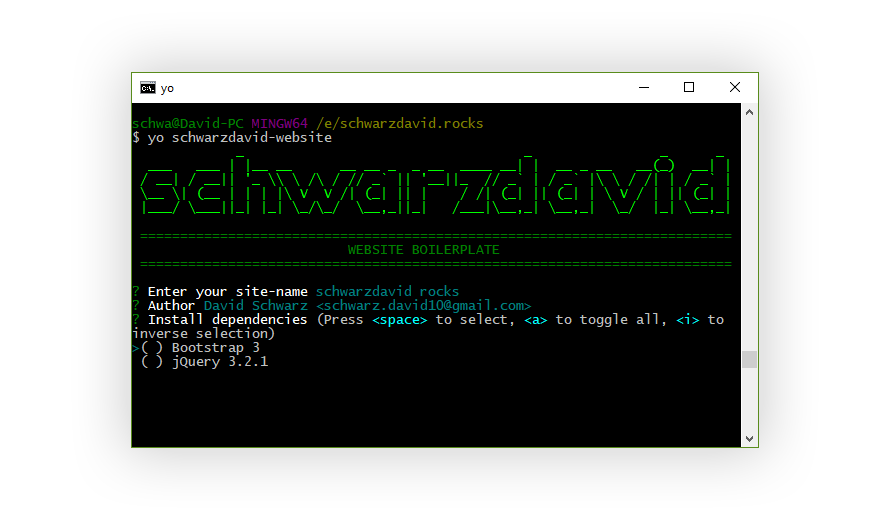 yo
schwa@David-PC MINGW64 /e/schwarzdavid.rocks
$ yo schwarzdavid-website
schwarzdavid
==========================================================================
WEBSITE BOILERPLATE
==========================================================================
? Enter your site-name schwarzdavid rocks
? Author David Schwarz <schwarz.david10@gmail.com>
? Install dependencies (Press <space> to select, <a> to toggle all, <i> to
inverse selection)
>( ) Bootstrap 3
( ) jQuery 3.2.1